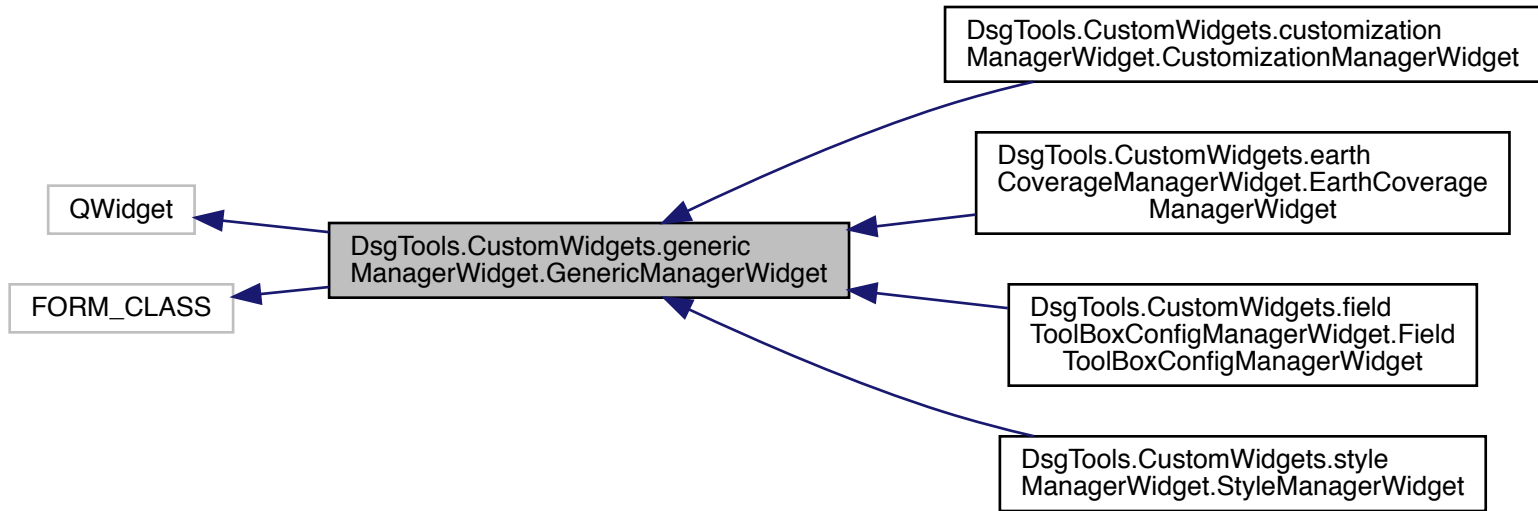 QWidget
FORM_CLASS
DsgTools.CustomWidgets.generic
ManagerWidget.GenericManagerWidget
DsgTools.CustomWidgets.customization
ManagerWidget.CustomizationManagerWidget
DsgTools.CustomWidgets.earth
CoverageManagerWidget.EarthCoverage
ManagerWidget
DsgTools.CustomWidgets.field
ToolBoxConfigManagerWidget.Field
ToolBoxConfigManagerWidget
DsgTools.CustomWidgets.style
ManagerWidget.StyleManagerWidget